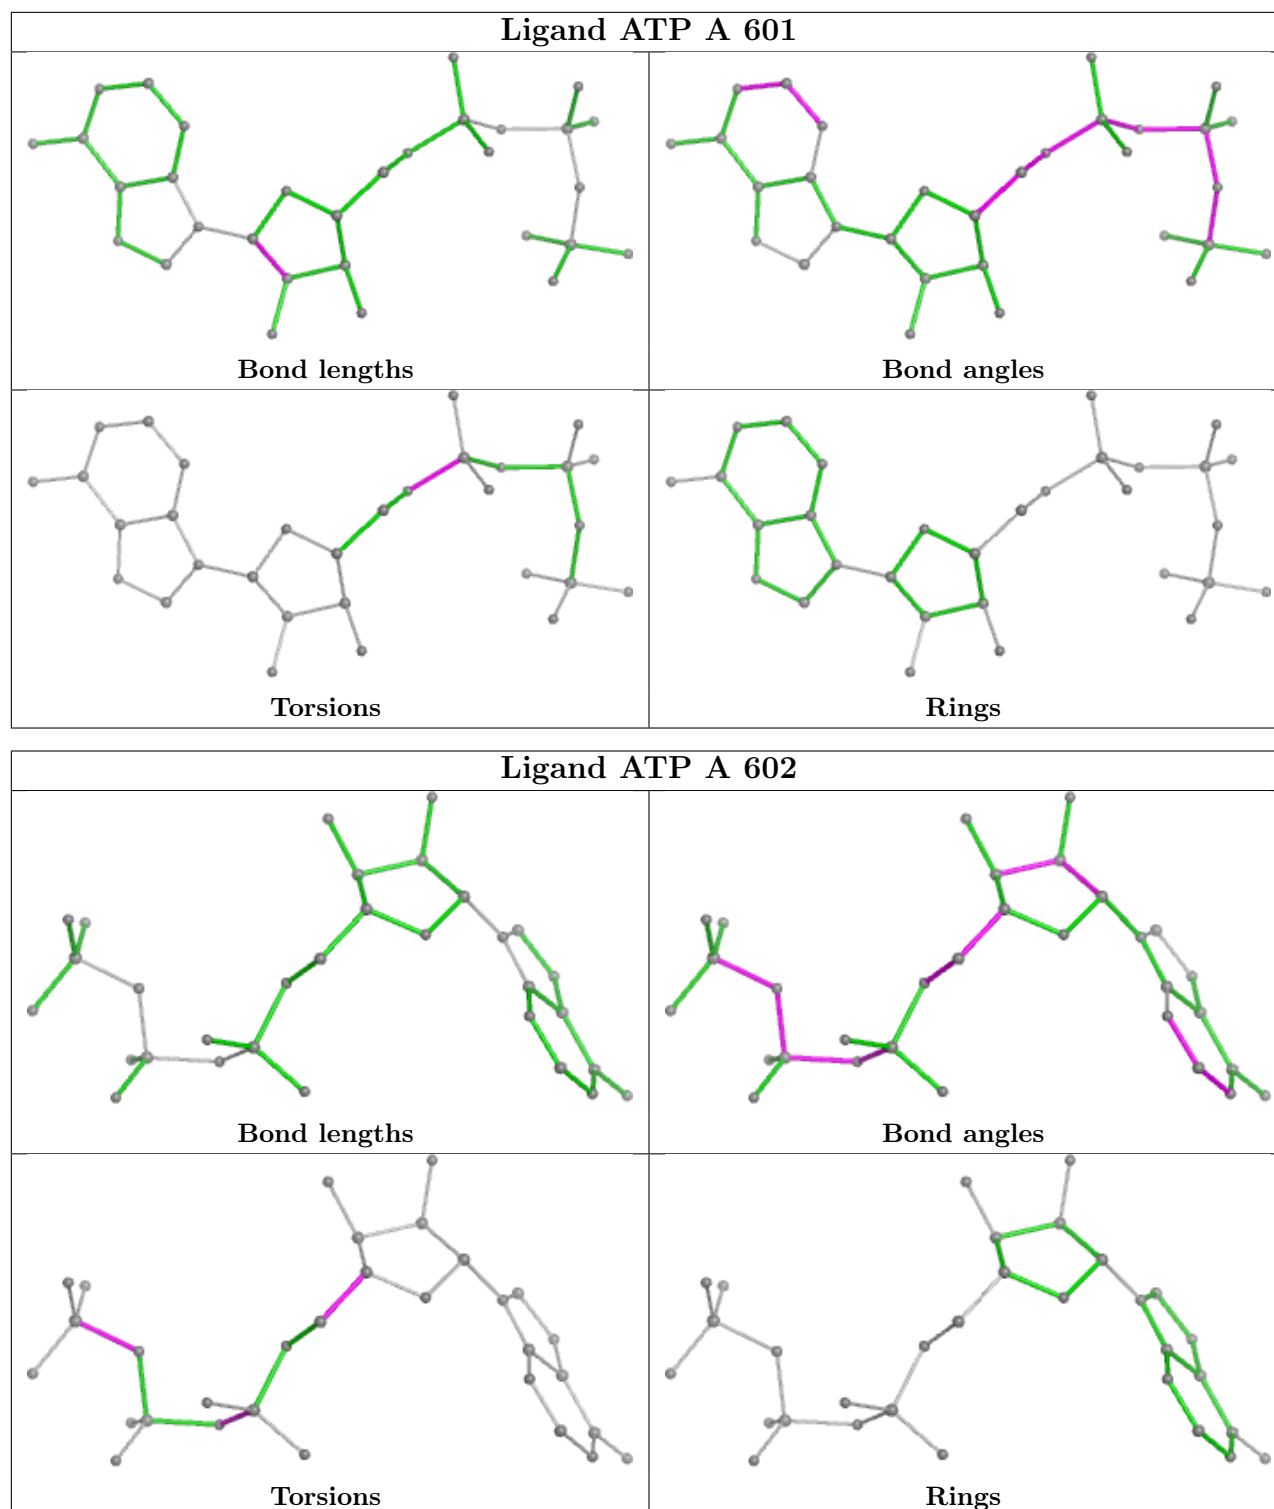 Ligand ATP A 601
Bond lengths
Bond angles
Torsions
Rings
Ligand ATP A 602
Bond lengths
Bond angles
Torsions
Rings